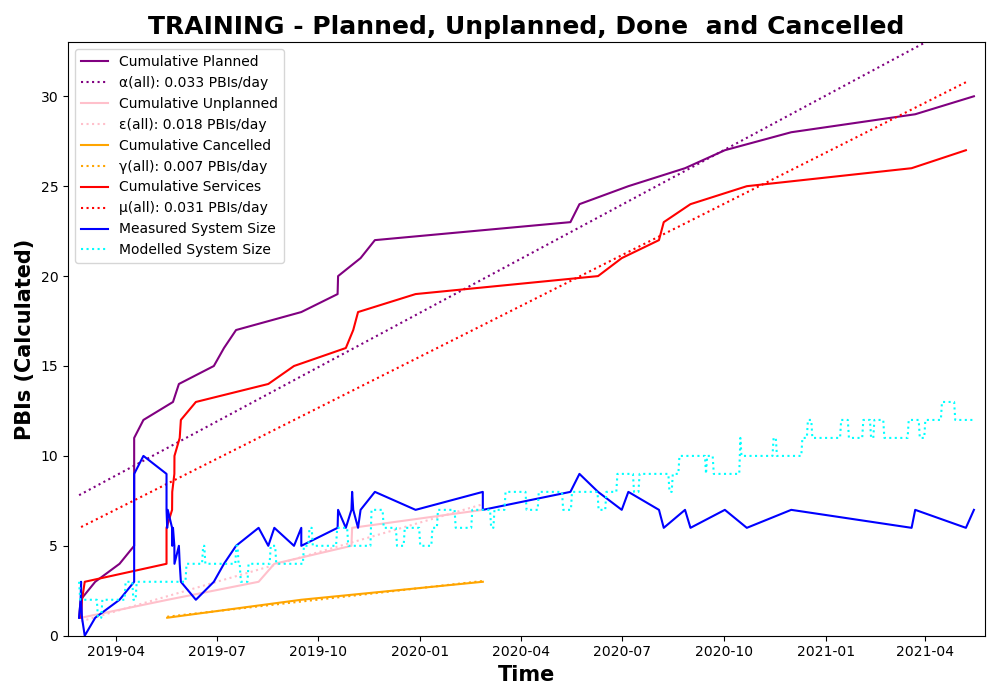 TRAINING - Planned, Unplanned, Done  and Cancelled
Cumulative Planned
α(all): 0.033 PBIs/day
Cumulative Unplanned
ε(all): 0.018 PBIs/day
Cumulative Cancelled
γ(all): 0.007 PBIs/day
Cumulative Services
μ(all): 0.031 PBIs/day
Measured System Size
Modelled System Size
PBIs (Calculated)
30
25
20
15
10
5
0
2019-04 2019-07 2019-10 2020-01 2020-04 2020-07 2020-10 2021-01 2021-04
Time